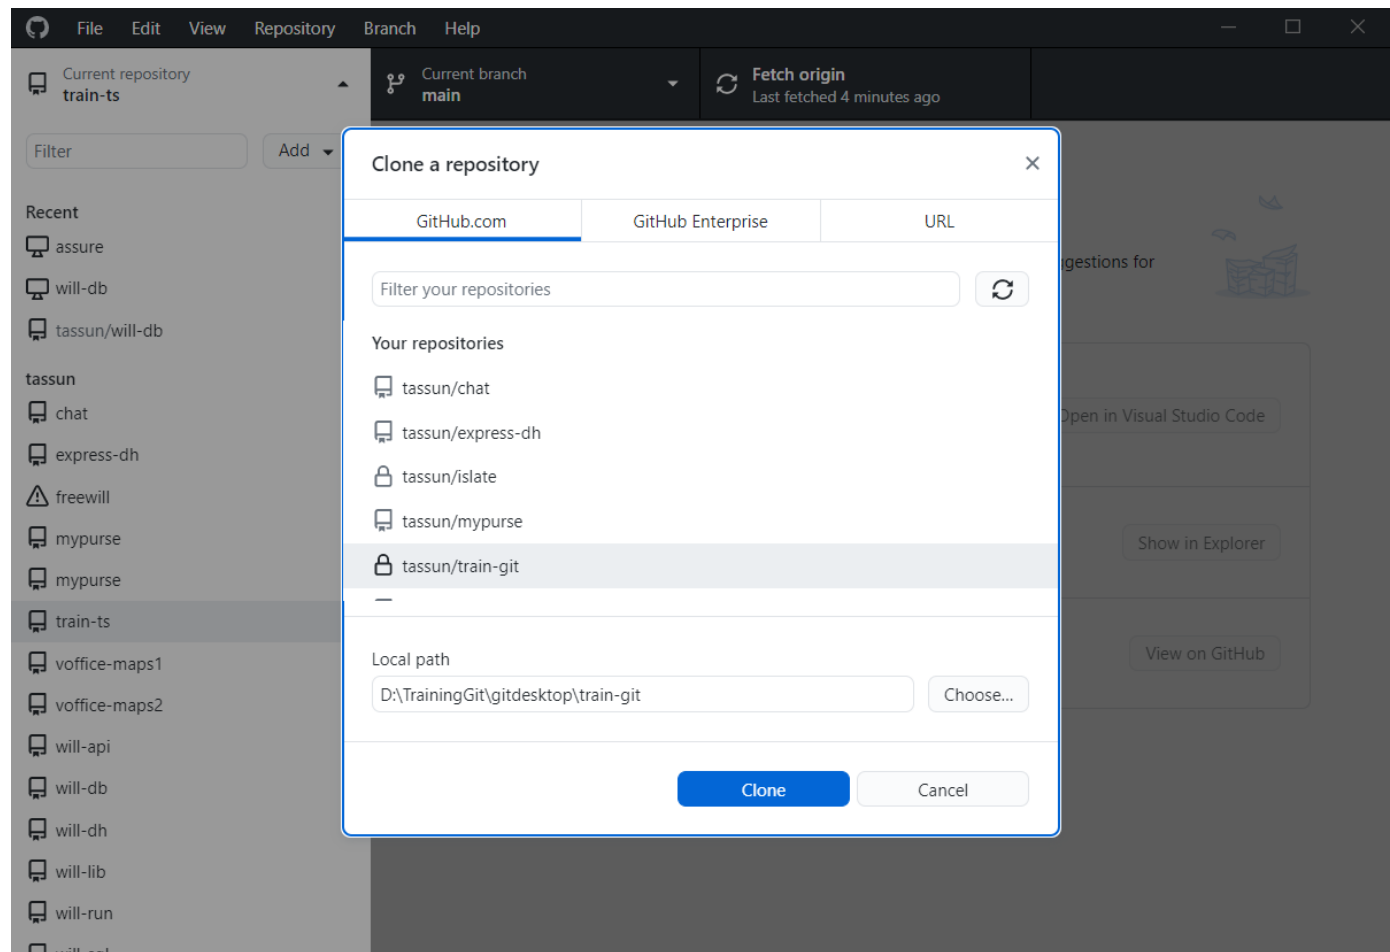 File Edit View Repository Branch Help
Current repository
train-ts
Current branch
main
Fetch origin
Last fetched 4 minutes ago
Filter
Add
Recent
assure
will-db
tassun/will-db
tassun
chat
express-dh
freewill
mypurse
mypurse
train-ts
voffice-maps1
voffice-maps2
will-api
will-db
will-dh
will-lib
will-run
Clone a repository
GitHub.com
GitHub Enterprise
URL
Filter your repositories
Your repositories
tassun/chat
tassun/express-dh
tassun/islate
tassun/mypurse
tassun/train-git
Local path
D:\TrainingGit\gitdesktop\train-git
Choose...
Clone
Cancel
ggestions for
Open in Visual Studio Code
Show in Explorer
View on GitHub